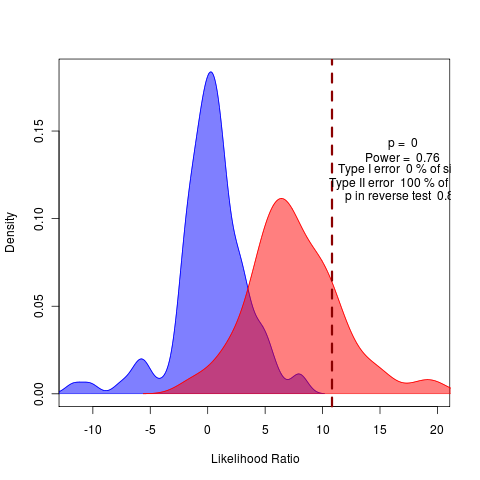 p = 0
Power = 0.76
Type I error 0 % of
Type II error 100 % of
p in reverse test
0.15
0.10
0.05
0.00
Density
-10 -5 0 5 10 15 20
Likelihood Ratio